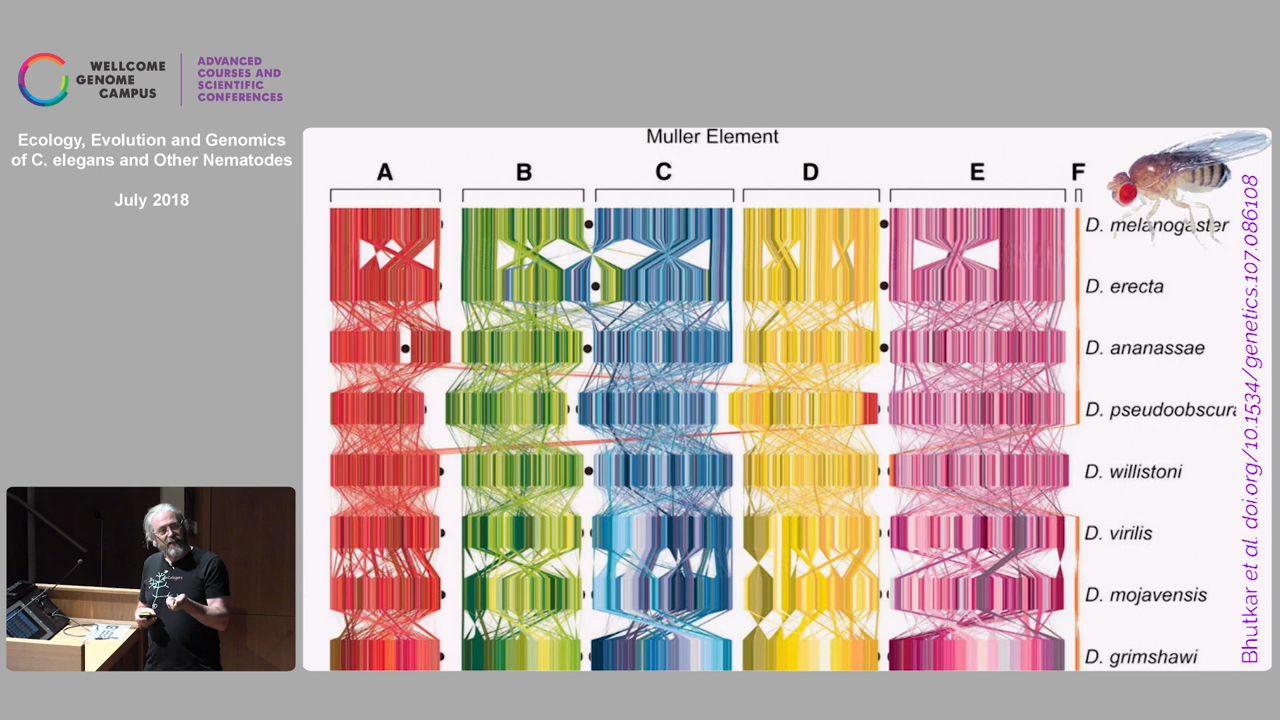 WELLCOME
GENOME
CAMPUS
ADVANCED
COURSES AND
SCIENTIFIC
CONFERENCES
Ecology, Evolution and Genomics
of C. elegans and Other Nematodes
July 2018
Muller Element
A B C D E F
D. melanogaster
D. erecta
D. ananassae
D. pseudoobscura
D. willistoni
D. virilis
D. mojavensis
D. grimshawi
Bhutkar et al. doi.org/10.1534/genetics.107.086108